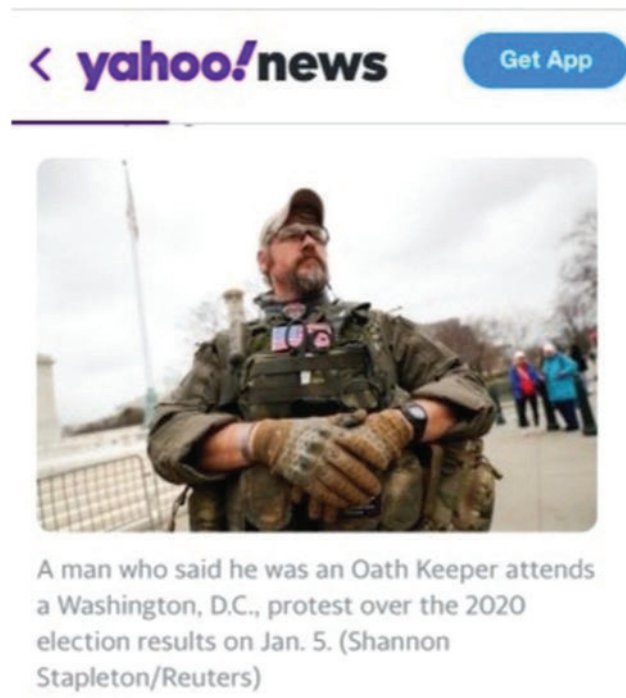 yahoo!news
Get App
A man who said he was an Oath Keeper attends
a Washington, D.C., protest over the 2020
election results on Jan. 5. (Shannon
Stapleton/Reuters)